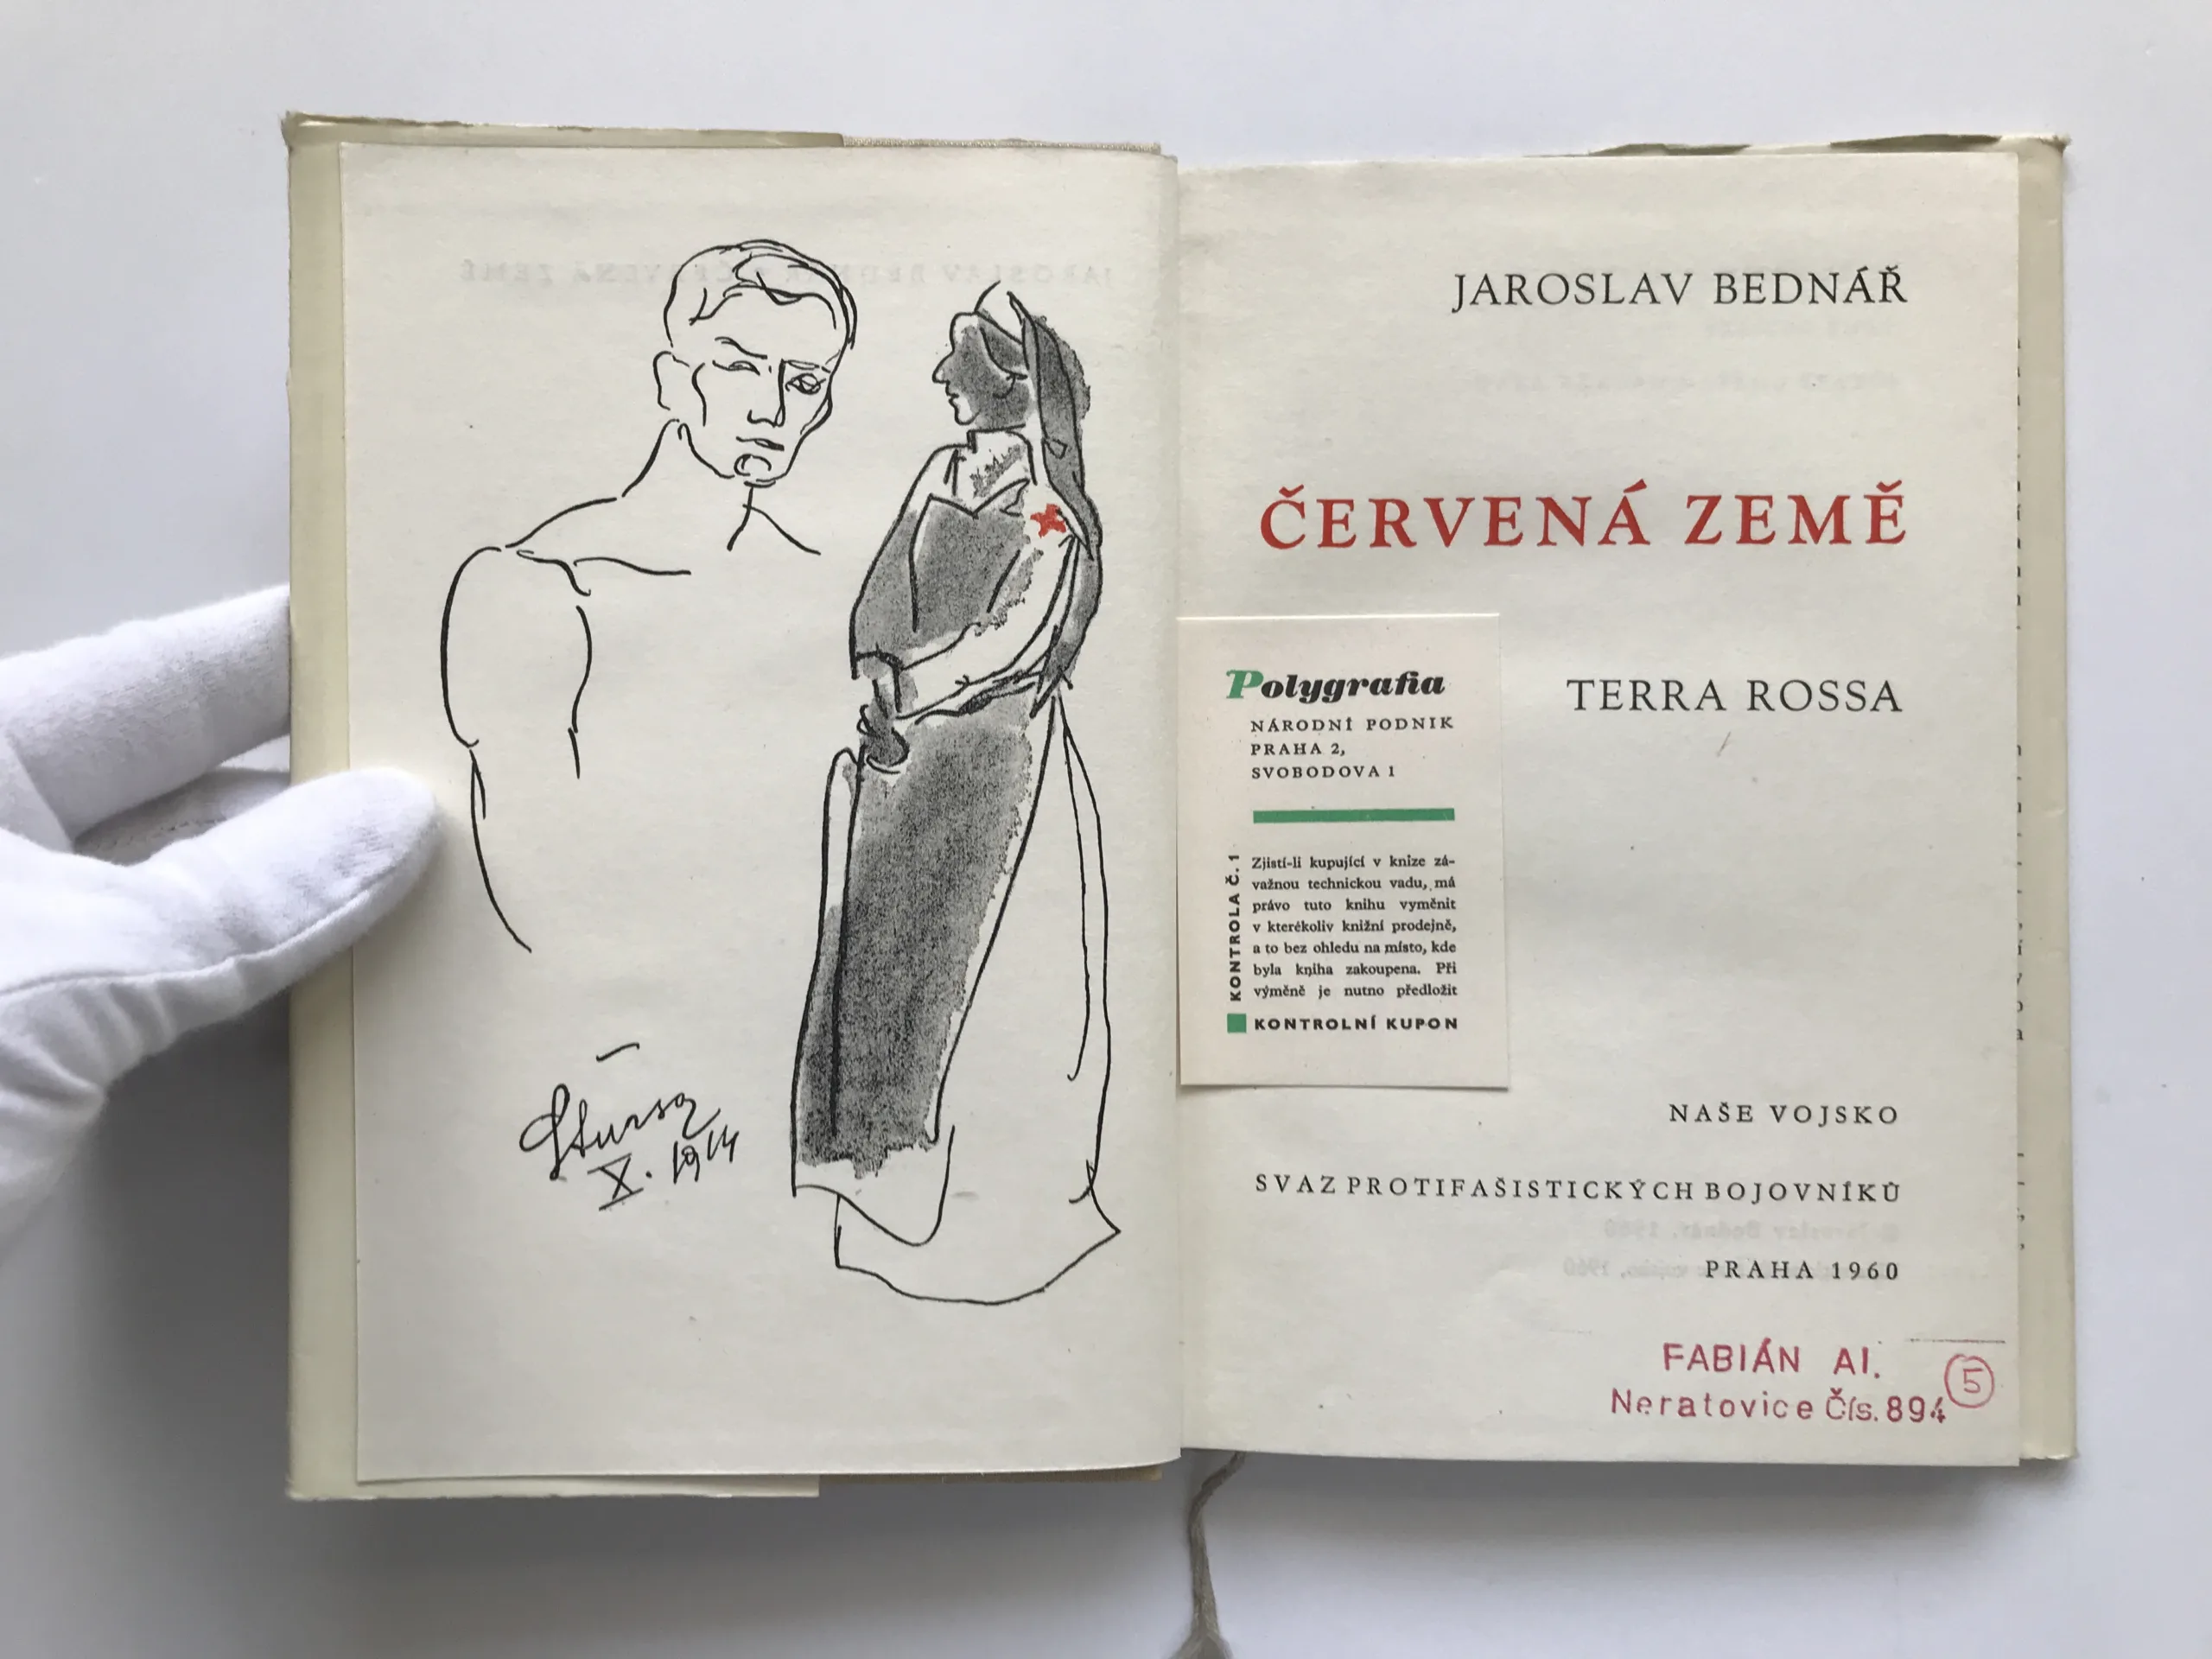 Štursa
X. 1914
JAROSLAV BEDNÁŘ
ČERVENÁ ZEMĚ
TERRA ROSSA
Polygrafia
NÁRODNÍ PODNIK
PRAHA 2,
SVOBODOVA 1
KONTROLA Č. 1
Zjistí-li kupující v knize zá-
važnou technickou vadu, má
právo tuto knihu vyměnit
v kterékoliv knižní prodejně,
a to bez ohledu na místo, kde
byla kniha zakoupena. Při
výměně je nutno předložit
KONTROLNÍ KUPON
NAŠE VOJSKO
SVAZ PROTIFAŠISTICKÝCH BOJOVNÍKŮ
PRAHA 1960
FABIÁN Al.
Neratovice Čís. 894
5